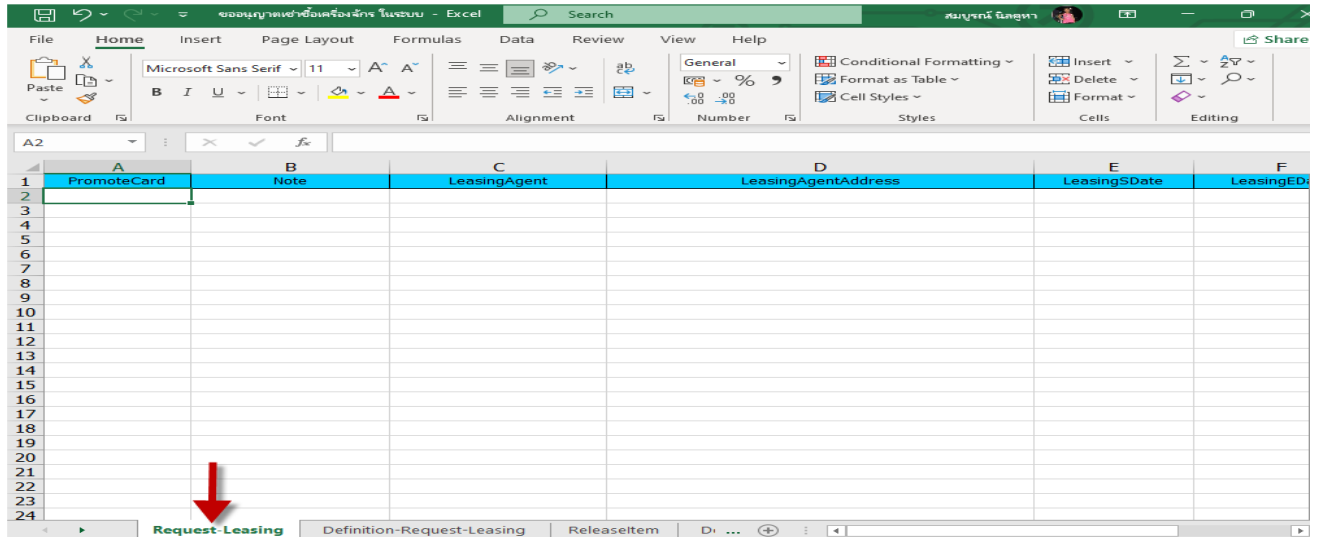 ขออนุญาตเช่าซื้อเครื่องจักร ในระบบ - Excel Search สมบูรณ์ นิลดูหา
File Home Insert Page Layout Formulas Data Review View Help Share
Microsoft Sans Serif 11 A A ab General Conditional Formatting Insert
Paste B I U A % 9 Format as Table Delete
Cell Styles Format
Clipboard Font Alignment Number Styles Cells Editing
A2 fx
A B C D E F
1 PromoteCard Note LeasingAgent LeasingAgentAddress LeasingSDate LeasingEDa
2
3
4
5
6
7
8
9
10
11
12
13
14
15
16
17
18
19
20
21
22
23
24
Request-Leasing Definition-Request-Leasing ReleaseItem D ...